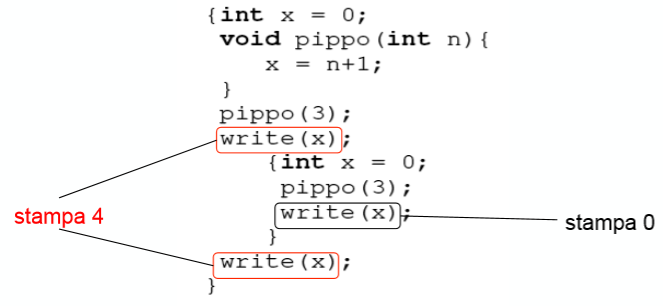 {int x = 0;
void pippo(int n){
x = n+1;
}
pippo(3);
write(x);
{int x = 0;
pippo(3);
write(x);
}
write(x);
}
stampa 4
stampa 0